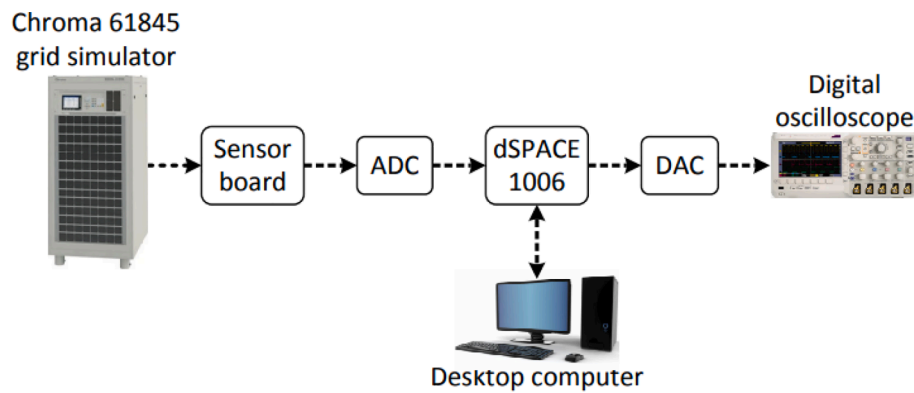 Chroma 61845
grid simulator
Sensor
board
ADC
dSPACE
1006
DAC
Digital
oscilloscope
Desktop computer